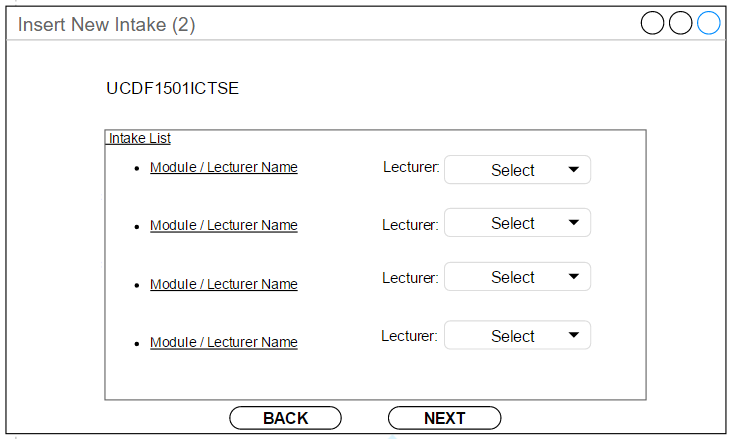 Insert New Intake (2)
UCDF1501ICTSE
Intake List
Module / Lecturer Name Lecturer: Select
Module / Lecturer Name Lecturer: Select
Module / Lecturer Name Lecturer: Select
Module / Lecturer Name Lecturer: Select
BACK NEXT